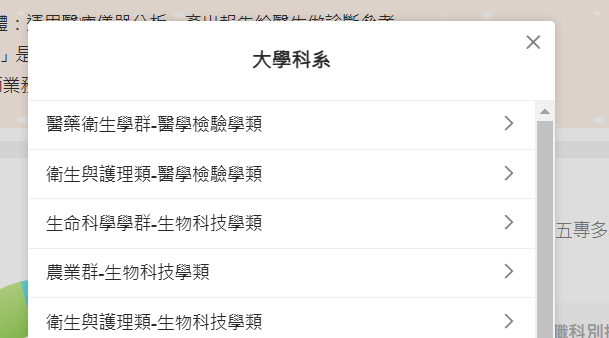 大學科系
醫藥衛生學群-醫學檢驗學類
衛生與護理類-醫學檢驗學類
生命科學學群-生物科技學類
農業群-生物科技學類
衛生與護理類-生物科技學類
五專多